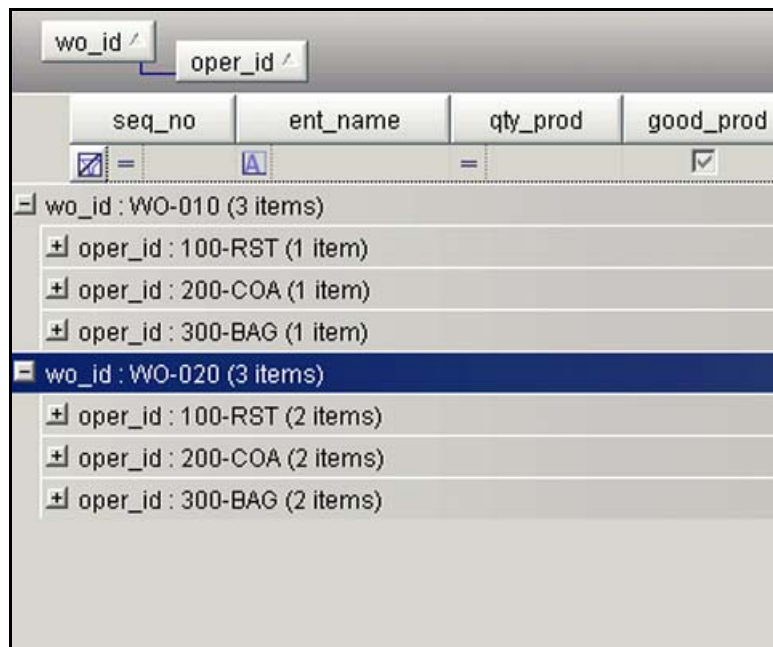 wo_id
oper_id
seq_no ent_name qty_prod good_prod
= A =
wo_id : WO-010 (3 items)
oper_id : 100-RST (1 item)
oper_id : 200-COA (1 item)
oper_id : 300-BAG (1 item)
wo_id : WO-020 (3 items)
oper_id : 100-RST (2 items)
oper_id : 200-COA (2 items)
oper_id : 300-BAG (2 items)